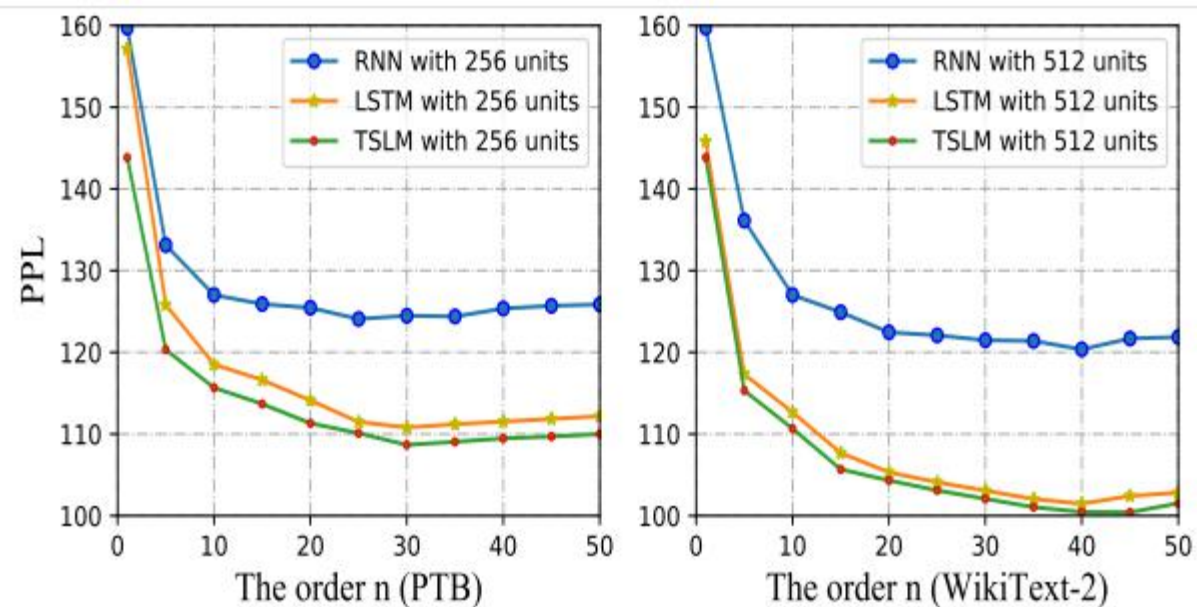 160
150
140
130
120
110
100
PPL
RNN with 256 units
LSTM with 256 units
TSLM with 256 units
0 10 20 30 40 50
The order n (PTB)
160
150
140
130
120
110
100
RNN with 512 units
LSTM with 512 units
TSLM with 512 units
0 10 20 30 40 50
The order n (WikiText-2)